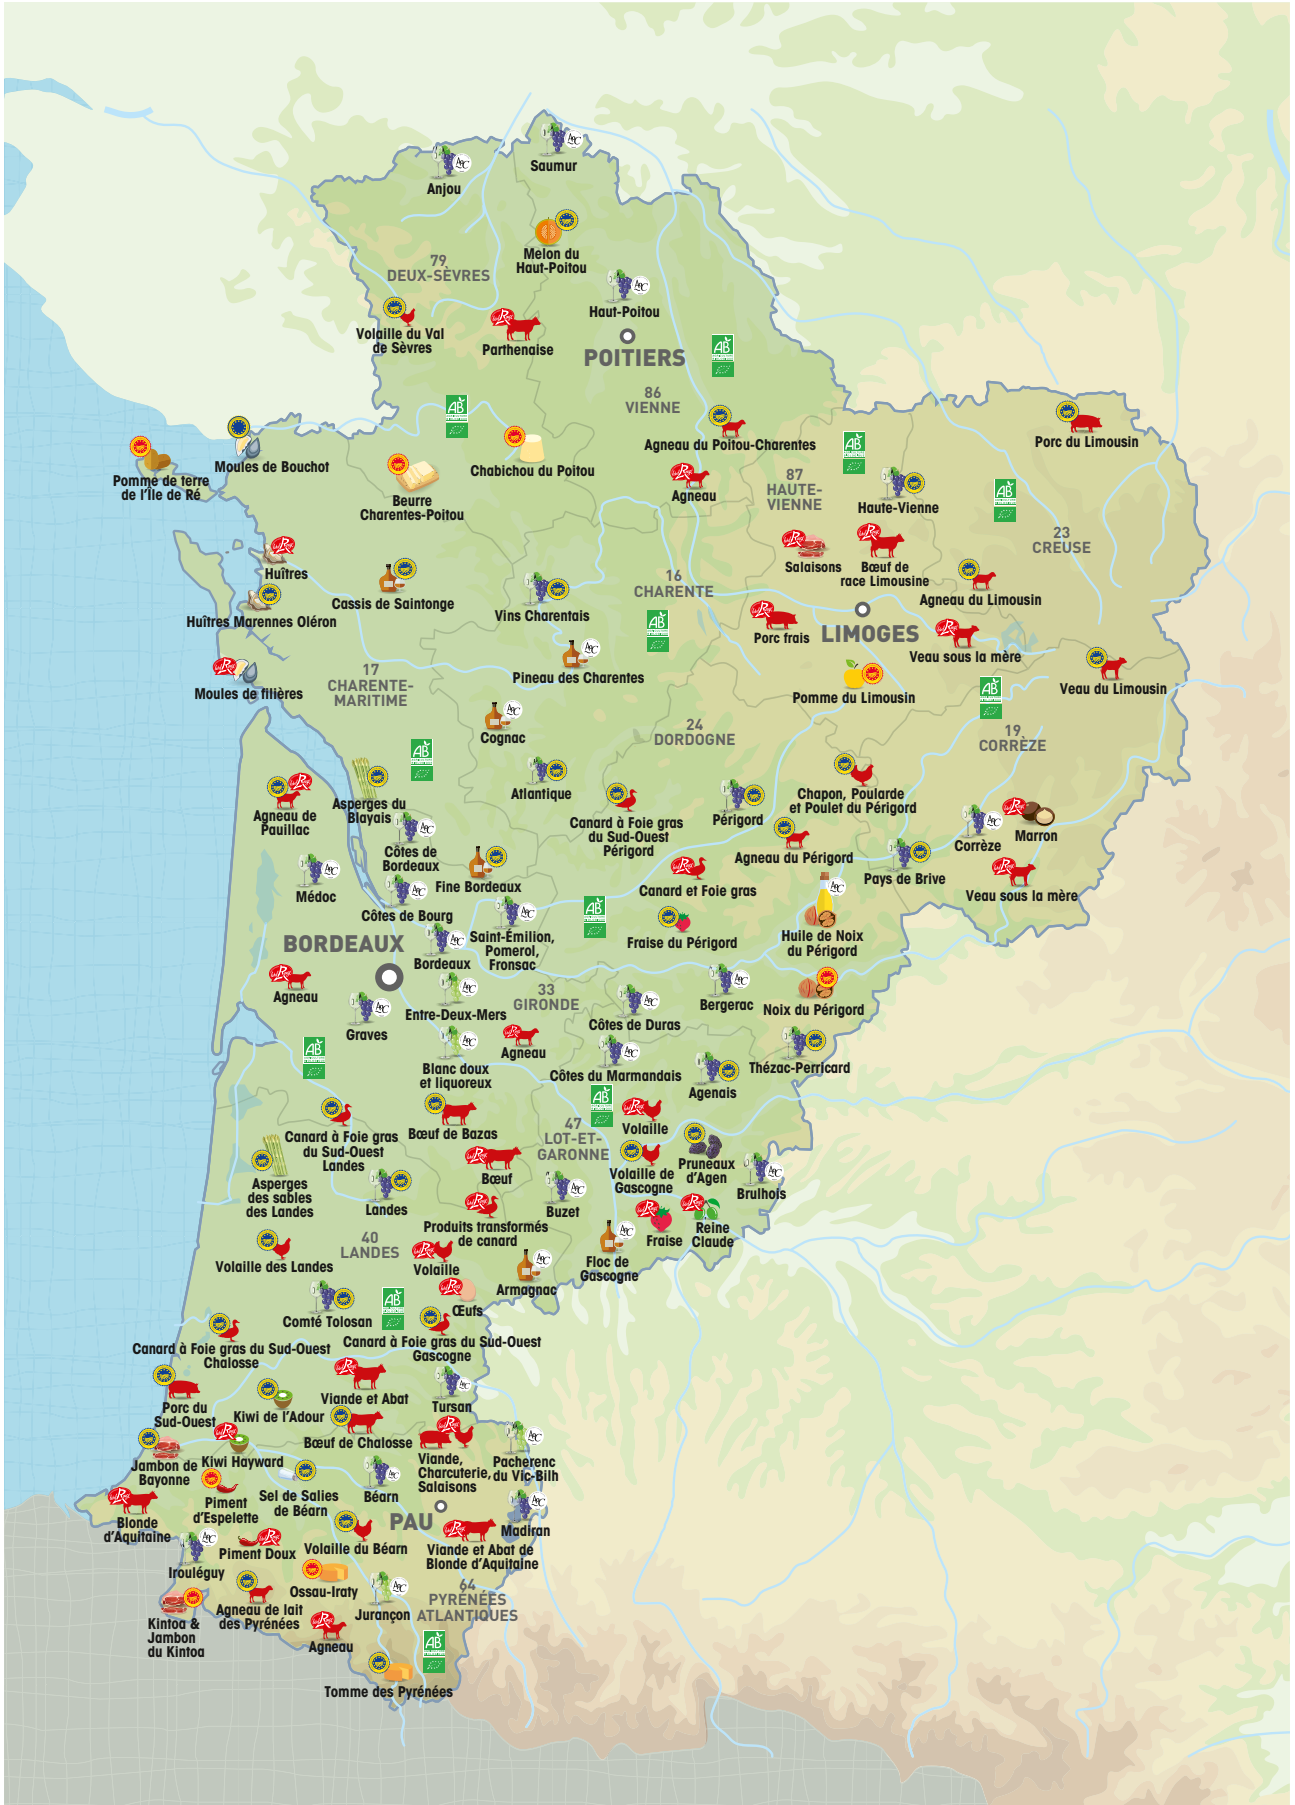 Saumur
Anjou
Melon du
Haut-Poitou
79
DEUX-SÈVRES
Haut-Poitou
Volaille du Val
de Sèvres
Parthenaise
POITIERS
86
VIENNE
Agneau du Poitou-Charentes
Porc du Limousin
Moules de Bouchot
Pomme de terre
de l'Île de Ré
Chabichou du Poitou
Beurre
Charentes-Poitou
Agneau
87
HAUTE-
VIENNE
Haute-Vienne
23
CREUSE
Huîtres
Salaisons
Bœuf de
race Limousine
Cassis de Saintonge
16
CHARENTE
Agneau du Limousin
Huîtres Marennes Oléron
Vins Charentais
Porc frais
LIMOGES
Veau sous la mère
17
CHARENTE-
MARITIME
Pineau des Charentes
Moules de filières
Pomme du Limousin
Veau du Limousin
Cognac
24
DORDOGNE
19
CORRÈZE
Atlantique
Asperges du
Blayais
Agneau de
Pauillac
Canard à Foie gras
du Sud-Ouest
Périgord
Périgord
Chapon, Poularde
et Poulet du Périgord
Corrèze
Marron
Côtes de
Bordeaux
Agneau du Périgord
Pays de Brive
Veau sous la mère
Médoc
Fine Bordeaux
Canard et Foie gras
Côtes de Bourg
BORDEAUX
Saint-Émilion,
Pomerol,
Fronsac
Bordeaux
Fraise du Périgord
Huile de Noix
du Périgord
Agneau
33
GIRONDE
Bergerac
Noix du Périgord
Entre-Deux-Mers
Côtes de Duras
Graves
Agneau
Blanc doux
et liquoreux
Côtes du Marmandais
Thézac-Perricard
Agenais
Canard à Foie gras
du Sud-Ouest
Landes
Bœuf de Bazas
47
LOT-ET-
GARONNE
Volaille
Bœuf
Volaille de
Gascogne
Pruneaux
d'Agen
Brulhois
Asperges
des sables
des Landes
Landes
Buzet
Produits transformés
de canard
Fraise
Reine
Claude
40
LANDES
Volaille des Landes
Volaille
Floc de
Gascogne
Armagnac
Œufs
Comté Tolosan
Canard à Foie gras du Sud-Ouest
Chalosse
Canard à Foie gras du Sud-Ouest
Gascogne
Viande et Abat
Tursan
Porc du
Sud-Ouest
Kiwi de l'Adour
Bœuf de Chalosse
Jambon de
Bayonne
Kiwi Hayward
Viande,
Charcuterie,
Salaisons
Pacherenc
du Vic-Bilh
Piment
d'Espelette
Sel de Salies
de Béarn
Béarn
Blonde
d'Aquitaine
PAU
Madiran
Volaille du Béarn
Piment Doux
Viande et Abat de
Blonde d'Aquitaine
Irouléguy
Ossau-Iraty
64
PYRÉNÉES
ATLANTIQUES
Agneau de lait
des Pyrénées
Jurançon
Kintoa &
Jambon
du Kintoa
Agneau
Tomme des Pyrénées